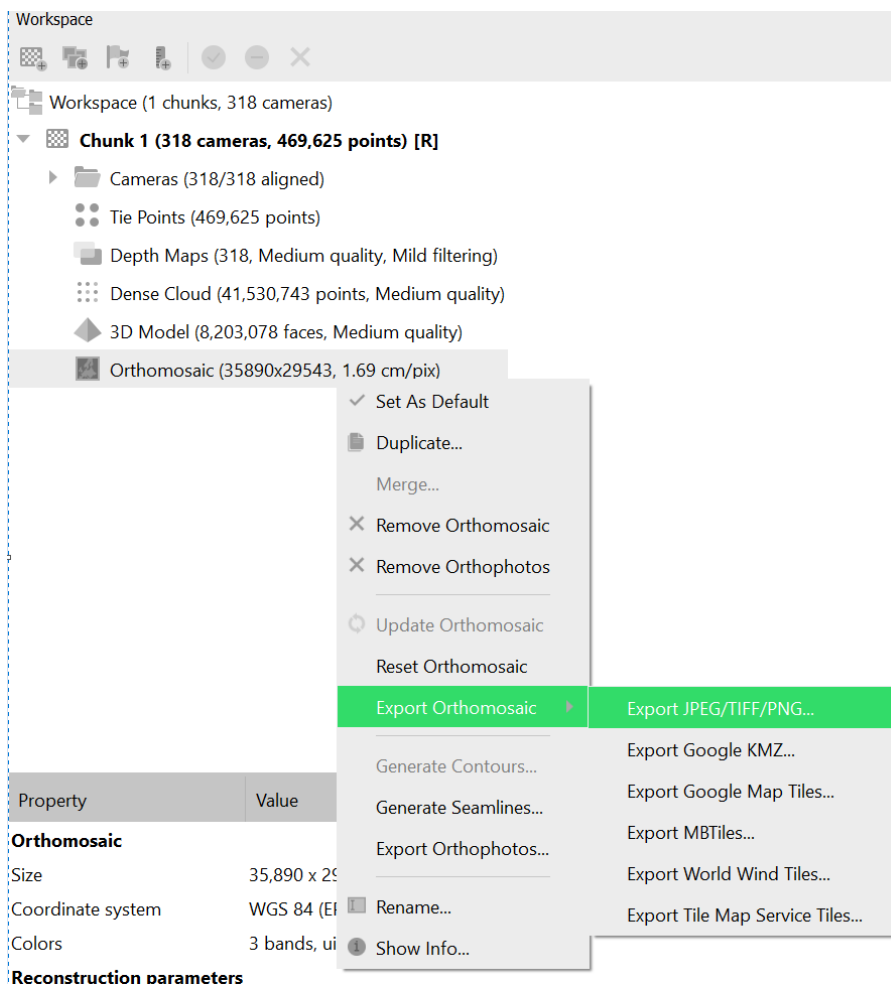 Workspace
Workspace (1 chunks, 318 cameras)
Chunk 1 (318 cameras, 469,625 points) [R]
Cameras (318/318 aligned)
Tie Points (469,625 points)
Depth Maps (318, Medium quality, Mild filtering)
Dense Cloud (41,530,743 points, Medium quality)
3D Model (8,203,078 faces, Medium quality)
Orthomosaic (35890x29543, 1.69 cm/pix)
Set As Default
Duplicate...
Merge...
Remove Orthomosaic
Remove Orthophotos
Update Orthomosaic
Reset Orthomosaic
Export Orthomosaic
Generate Contours...
Generate Seamlines...
Export Orthophotos...
Rename...
Show Info...
Export JPEG/TIFF/PNG...
Export Google KMZ...
Export Google Map Tiles...
Export MBTiles...
Export World Wind Tiles...
Export Tile Map Service Tiles...
Property Value
Orthomosaic
Size 35,890 x 29
Coordinate system WGS 84
Colors 3 bands,
Reconstruction parameters